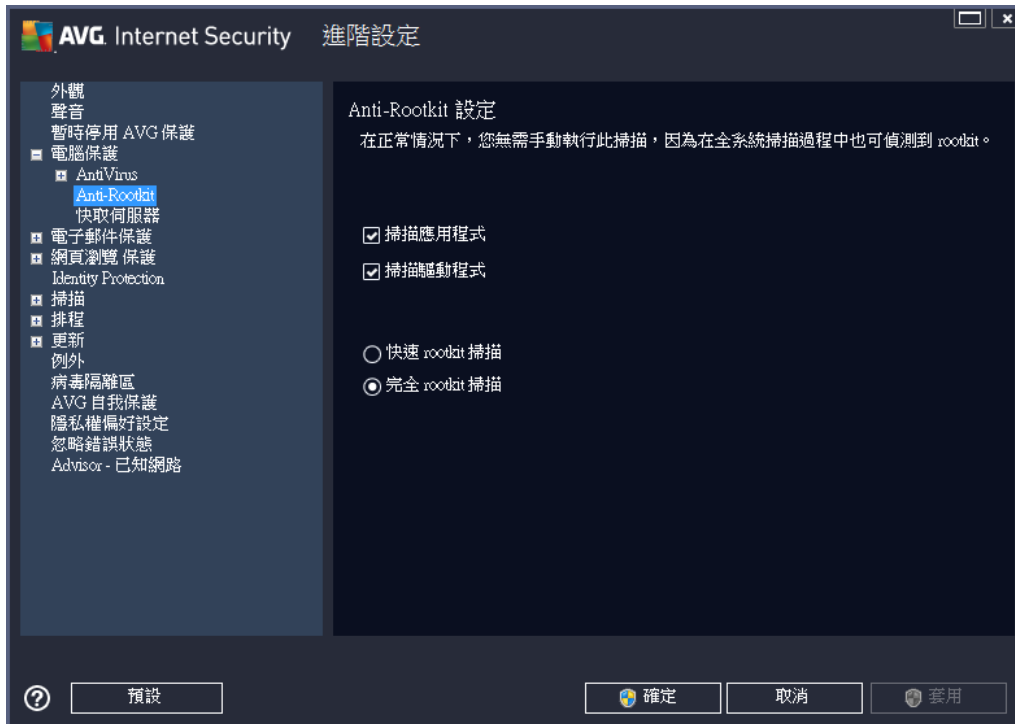 AVG. Internet Security 進階設定
外觀
聲音
暫時停用 AVG 保護
電腦保護
AntiVirus
Anti-Rootkit
快取伺服器
電子郵件保護
網頁瀏覽 保護
Identity Protection
掃描
排程
更新
例外
病毒隔離區
AVG 自我保護
隱私權偏好設定
忽略錯誤狀態
Advisor - 已知網路
Anti-Rootkit 設定
在正常情況下,您無需手動執行此掃描,因為在全系統掃描過程中也可偵測到 rootkit。
掃描應用程式
掃描驅動程式
快速 rootkit 掃描
完全 rootkit 掃描
預設
確定
取消
套用